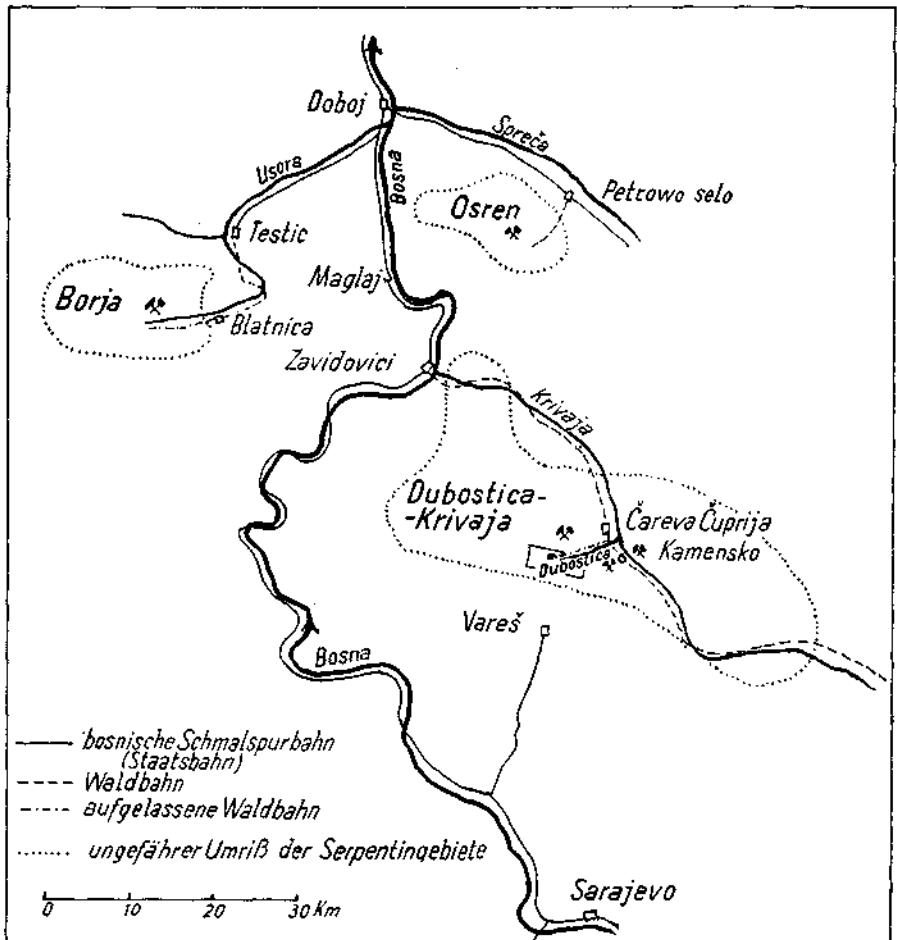 Doboj
Spreča
Usora
Bosna
Petrowo selo
Osren
Testic
Maglaj
Borja
Blatnica
Zavidovici
Krivaja
Dubostica-
-Krivaja
Čareva Čuprija
Kamensko
Dubostica
Vareš
Bosna
bosnische Schmalspurbahn
(Staatsbahn)
Waldbahn
aufgelassene Waldbahn
ungefährer Umriß der Serpentingebiete
0 10 20 30 Km
Sarajevo